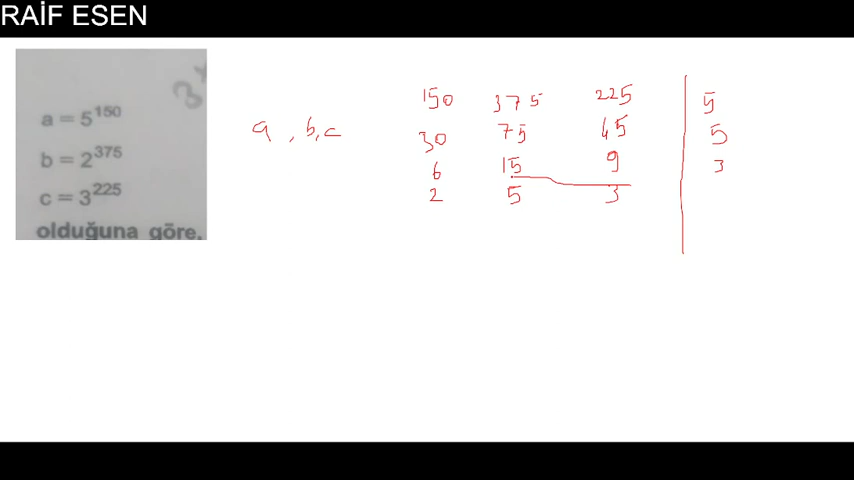 RAİF ESEN
a = 5^150
b = 2^375
c = 3^225
olduğuna göre,
a , b, c
150 375 225 | 5
30 75 45 | 5
6 15 9 | 3
2 5 3